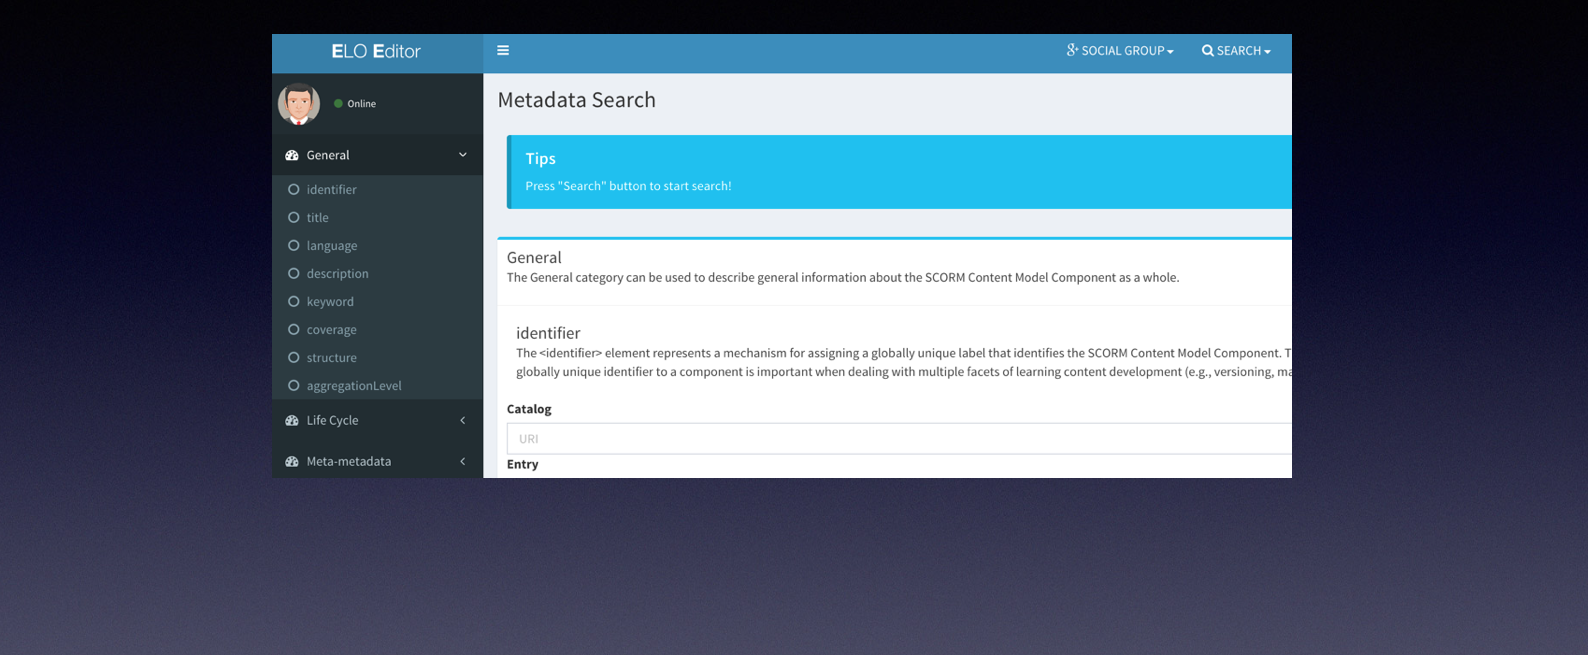 ELO Editor
SOCIAL GROUP
SEARCH
Online
General
identifier
title
language
description
keyword
coverage
structure
aggregationLevel
Life Cycle
Meta-metadata
Metadata Search
Tips
Press "Search" button to start search!
General
The General category can be used to describe general information about the SCORM Content Model Component as a whole.
identifier
The <identifier> element represents a mechanism for assigning a globally unique label that identifies the SCORM Content Model Component. T
globally unique identifier to a component is important when dealing with multiple facets of learning content development (e.g., versioning, ma
Catalog
URI
Entry